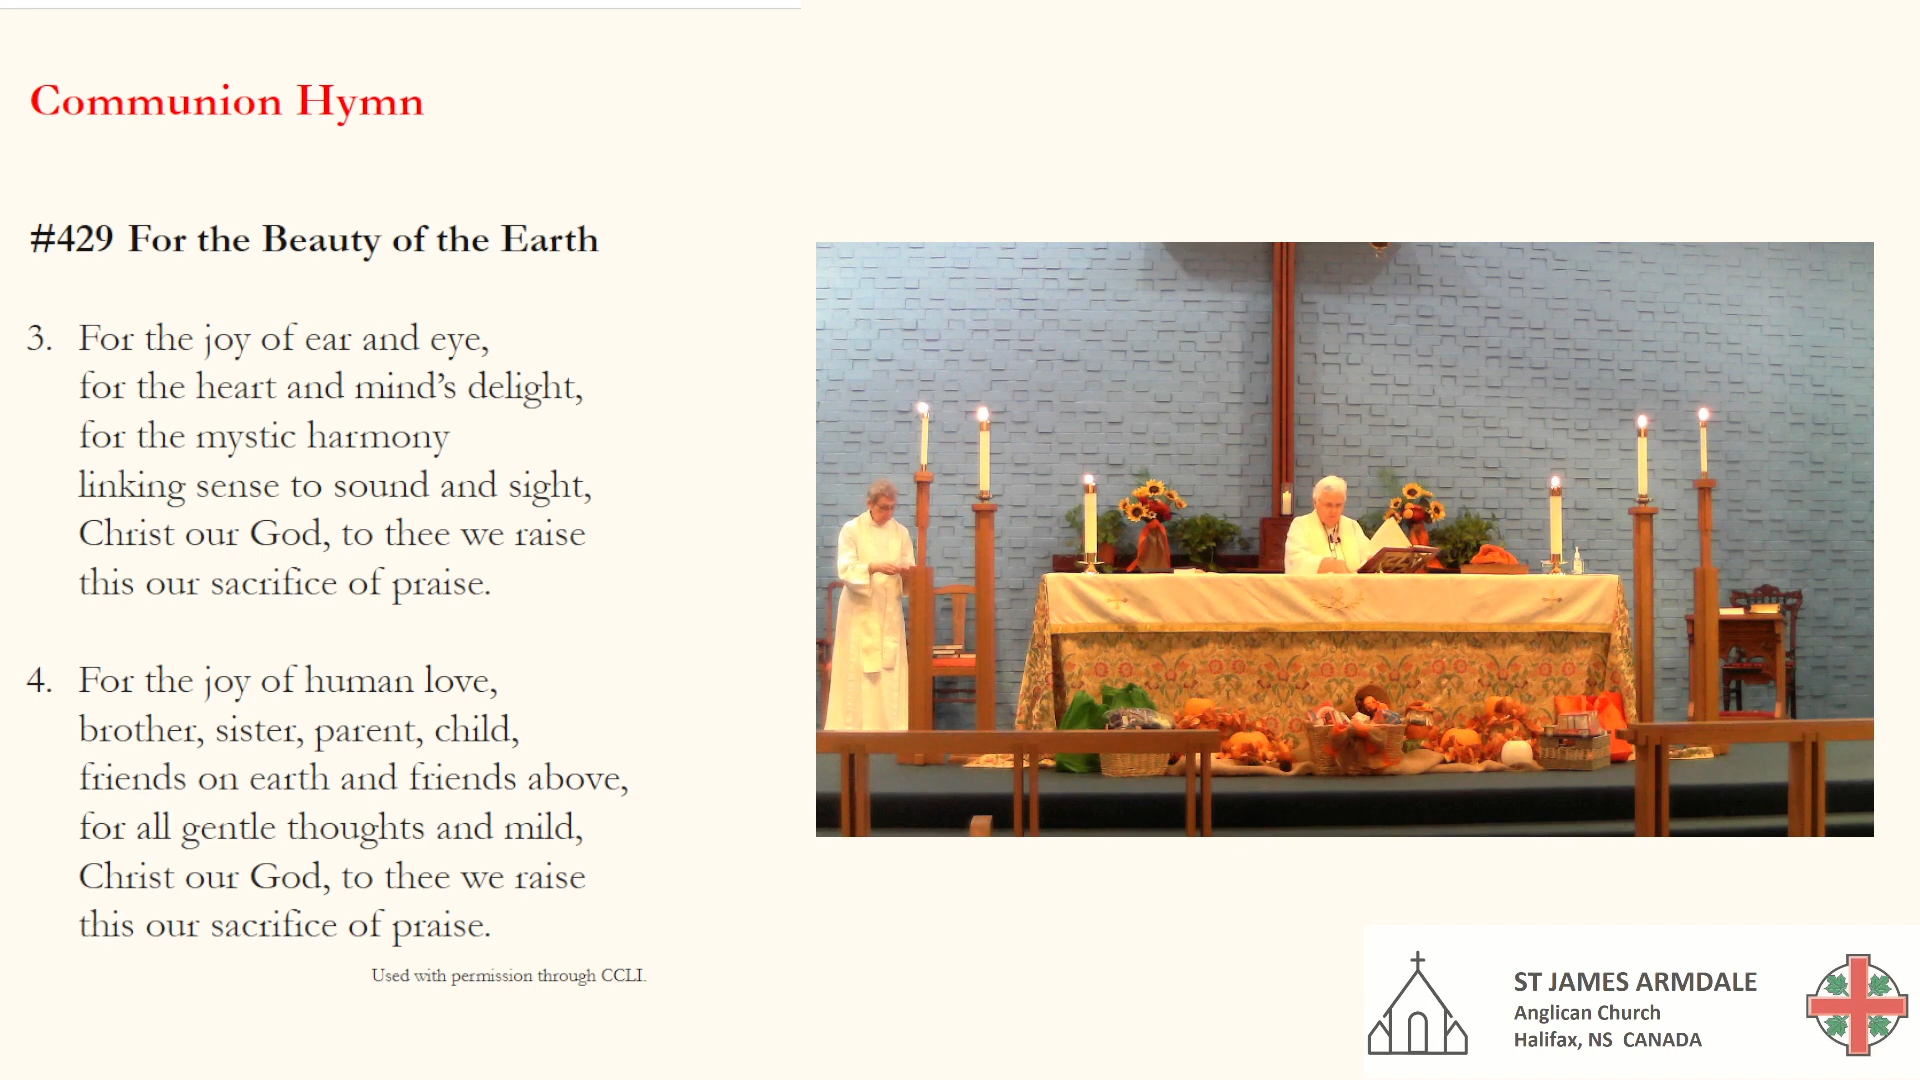 Communion Hymn
#429 For the Beauty of the Earth
3. For the joy of ear and eye,
for the heart and mind’s delight,
for the mystic harmony
linking sense to sound and sight,
Christ our God, to thee we raise
this our sacrifice of praise.
4. For the joy of human love,
brother, sister, parent, child,
friends on earth and friends above,
for all gentle thoughts and mild,
Christ our God, to thee we raise
this our sacrifice of praise.
Used with permission through CCLI.
ST JAMES ARMDALE
Anglican Church
Halifax, NS CANADA